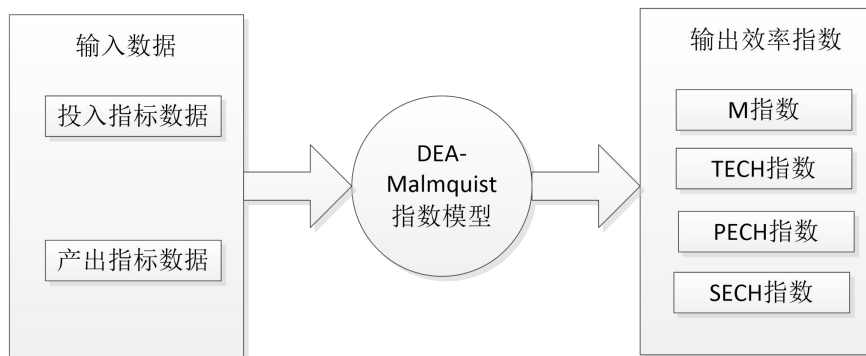 输入数据
投入指标数据
产出指标数据
DEA-
Malmquist
指数模型
输出效率指数
M指数
TECH指数
PECH指数
SECH指数